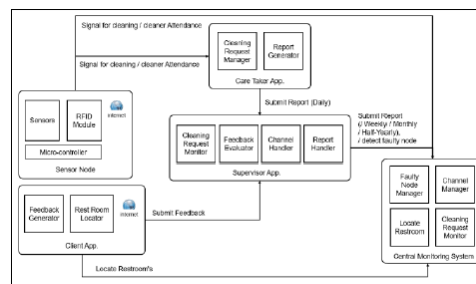 Signal for cleaning / cleaner Attendance
Signal for cleaning / cleaner Attendance
Cleaning
Request
Manager
Report
Generator
Care Taker App.
Sensors
RFID
Module
internet
Micro-controller
Sensor Node
Submit Report (Daily)
Submit Report
(/ Weekly / Monthly
/ Half-Yearly),
/ detect faulty node
Cleaning
Request
Monitor
Feedback
Evaluator
Channel
Handler
Report
Handler
Supervisor App.
Feedback
Generator
Rest Room
Locator
internet
Client App.
Submit Feedback
Faulty
Node
Manager
Channel
Manager
Locate
Restroom
Cleaning
Request
Monitor
Central Monitoring System
Locate Restroom's